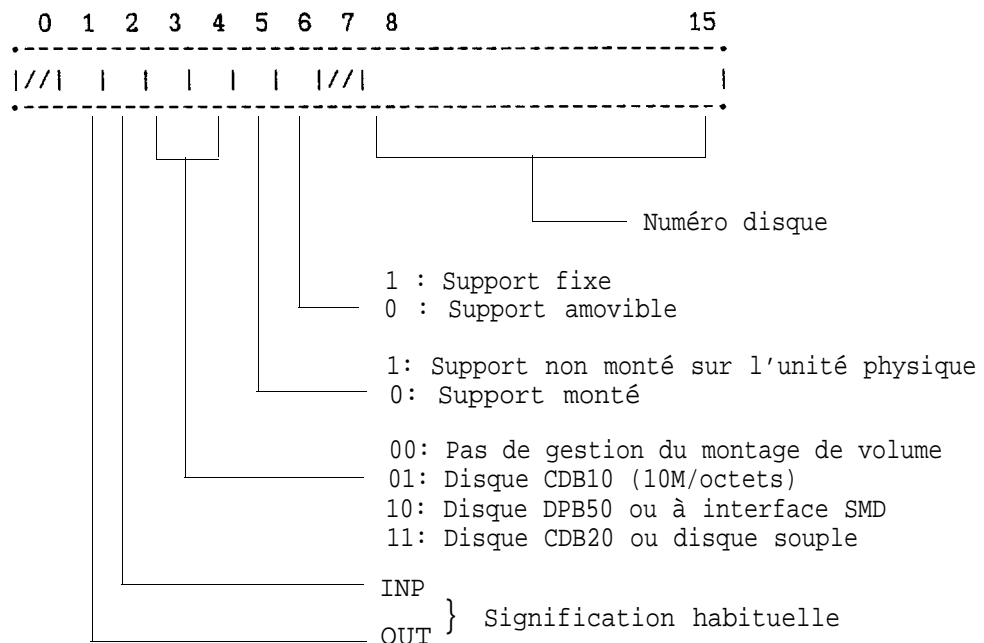 0 1 2 3 4 5 6 7 8 15
|//| | | | | | |//| |
Numéro disque
1 : Support fixe
0 : Support amovible
1: Support non monté sur l'unité physique
0: Support monté
00: Pas de gestion du montage de volume
01: Disque CDB10 (10M/octets)
10: Disque DPB50 ou à interface SMD
11: Disque CDB20 ou disque souple
INP
} Signification habituelle
OUT